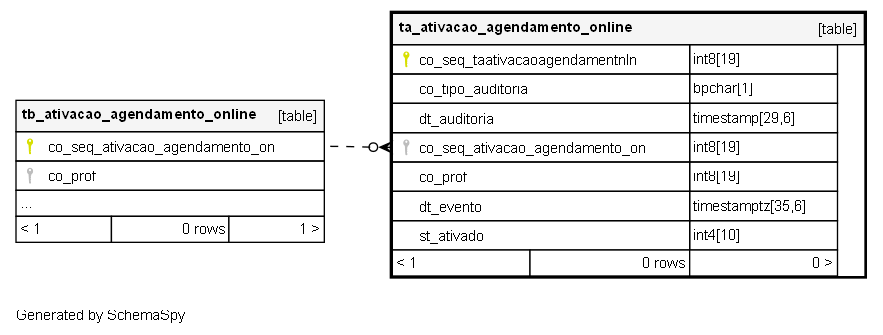 tb_ativacao_agendamento_online [table]
co_seq_ativacao_agendamento_on
co_prof
...
< 1 0 rows 1 >
ta_ativacao_agendamento_online [table]
co_seq_taativacaoagendamentnln int8[19]
co_tipo_auditoria bpchar[1]
dt_auditoria timestamp[29,6]
co_seq_ativacao_agendamento_on int8[19]
co_prof int8[19]
dt_evento timestamptz[35,6]
st_ativado int4[10]
< 1 0 rows 0 >
Generated by SchemaSpy